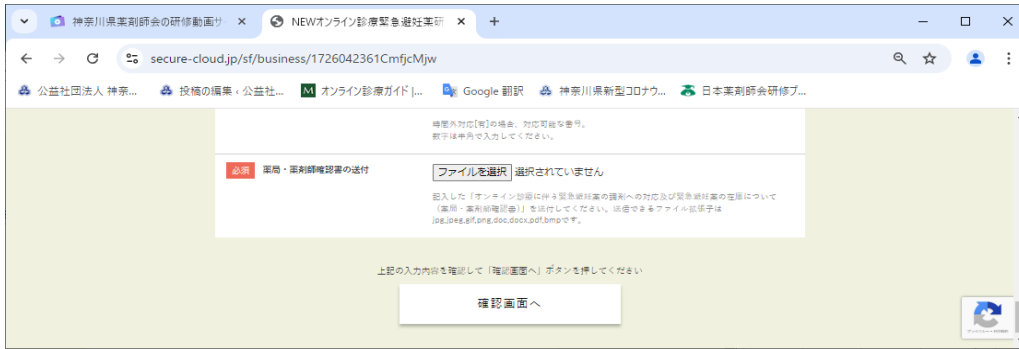 神奈川県薬剤師会の研修動画サ
NEWオンライン診療緊急避妊薬研
secure-cloud.jp/sf/business/1726042361CmfjcMjw
公益社団法人 神奈...
投稿の編集 ‹ 公益社...
オンライン診療ガイド |...
Google 翻訳
神奈川県新型コロナウ...
日本薬剤師会研修プ...
時間外対応[有]の場合、対応可能な番号。
数字は半角で入力してください。
必須 薬局・薬剤師確認書の送付
ファイルを選択 選択されていません
記入した「オンライン診療に伴う緊急避妊薬の調剤への対応及び緊急避妊薬の在庫について
（薬局・薬剤師確認書）」を送付してください。送信できるファイル拡張子は
jpg,jpeg,gif,png,doc,docx,pdf,bmpです。
上記の入力内容を確認して「確認画面へ」ボタンを押してください
確認画面へ